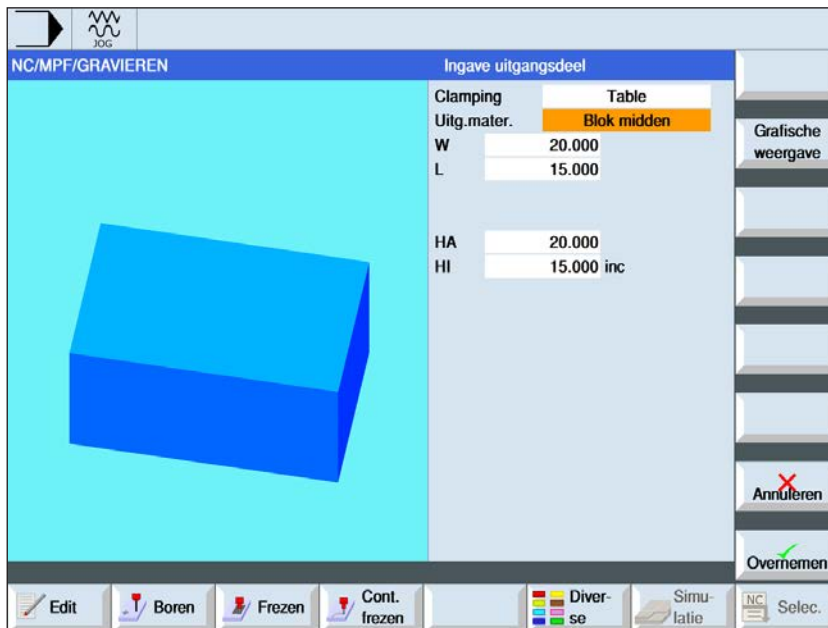 JOG
NC/MPF/GRAVIEREN
Ingave uitgangsdeel
Clamping Table
Uitg.mater. Blok midden
W 20.000
L 15.000
HA 20.000
HI 15.000 inc
Grafische
weergave
Annuleren
Overnemen
Edit
Boren
Frezen
Cont.
frezen
Diver-
se
Simu-
latie
NC
Selec.